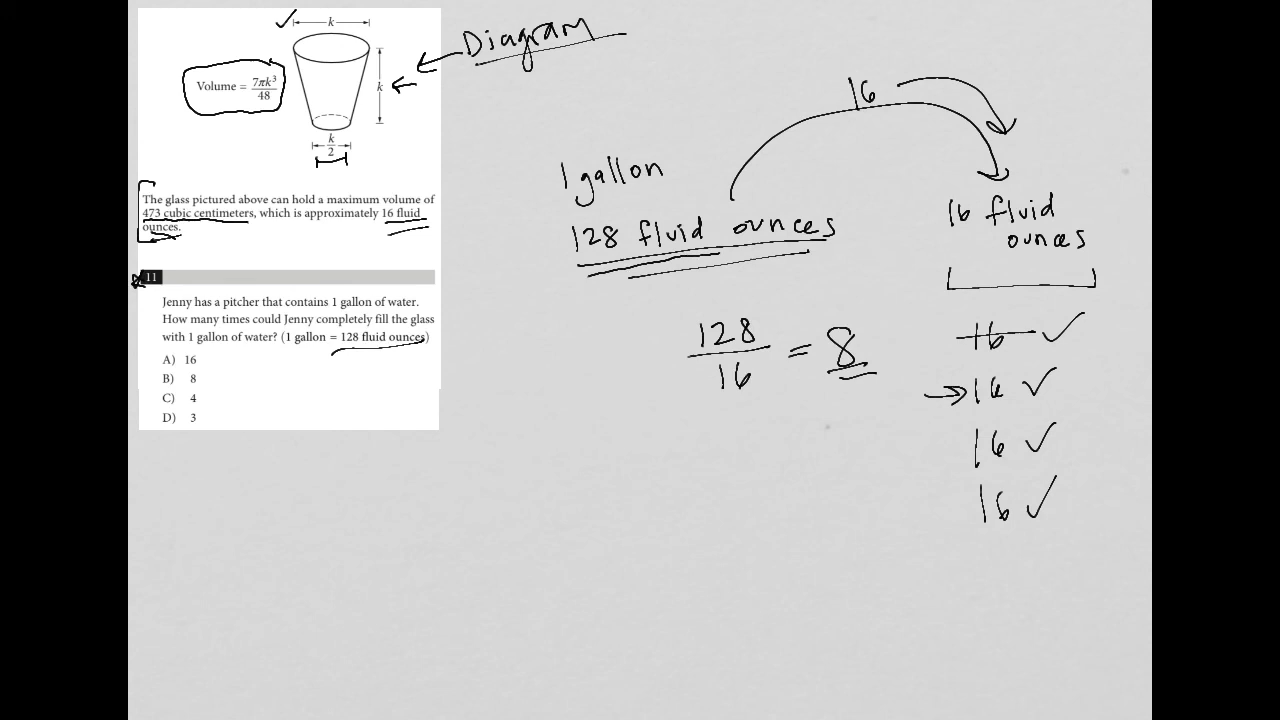 k
Diagram
Volume = 7πk³
48
k
k
2
The glass pictured above can hold a maximum volume of
473 cubic centimeters, which is approximately 16 fluid
ounces.
11
Jenny has a pitcher that contains 1 gallon of water.
How many times could Jenny completely fill the glass
with 1 gallon of water? (1 gallon = 128 fluid ounces)
A) 16
B) 8
C) 4
D) 3
16
1 gallon
128 fluid ounces
16 fluid
ounces
128
16
= 8
16 ✓
→ 16 ✓
16 ✓
16 ✓